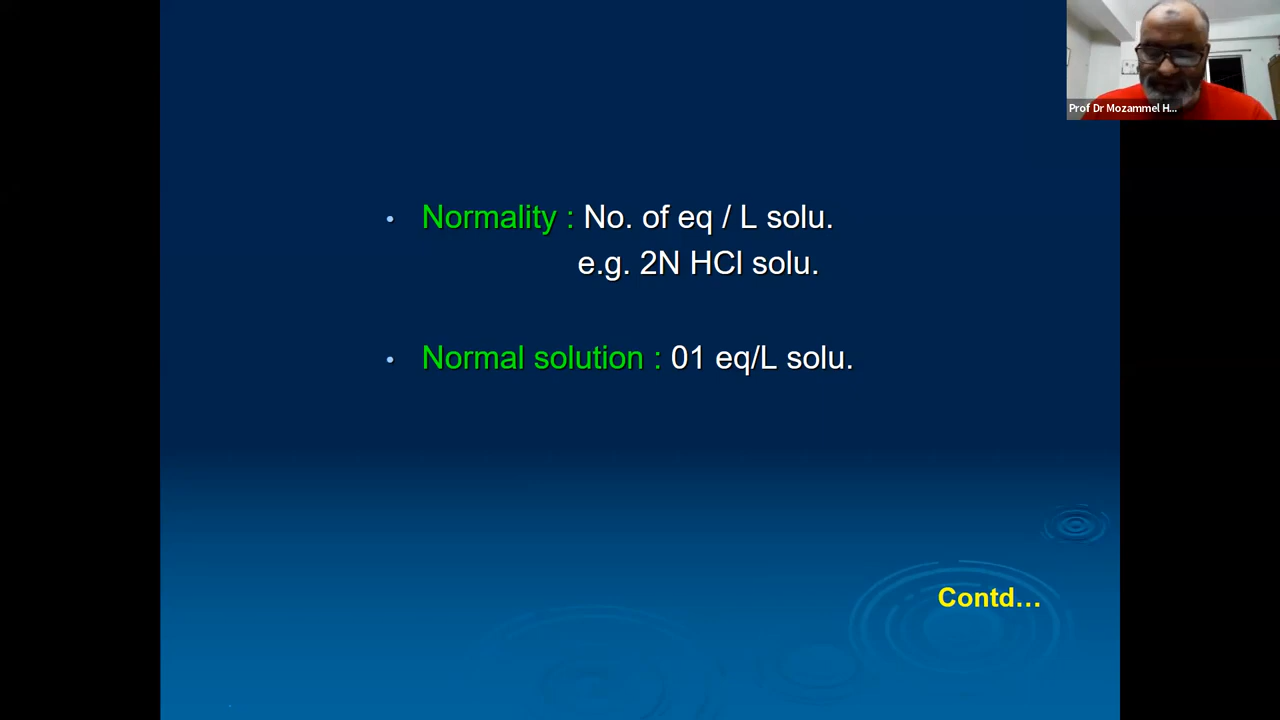 Prof Dr Mozammel H...
• Normality : No. of eq / L solu.
e.g. 2N HCl solu.
• Normal solution : 01 eq/L solu.
Contd...